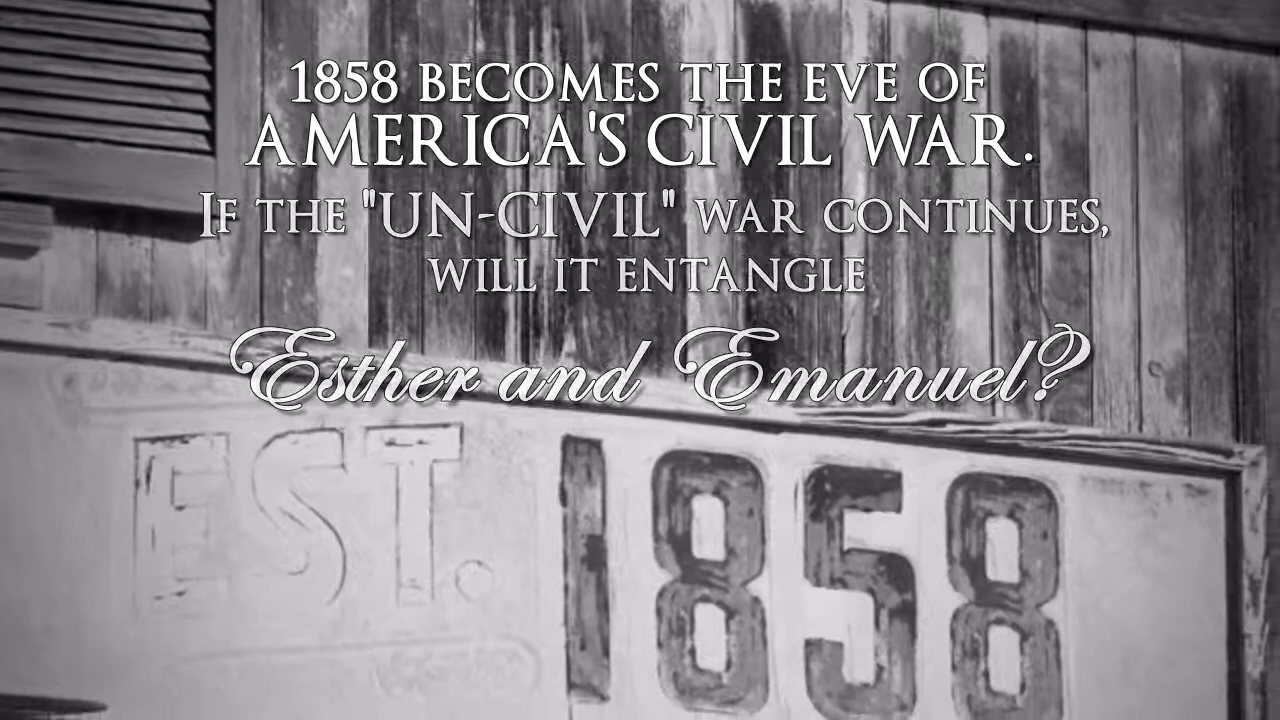 1858 BECOMES THE EVE OF
AMERICA'S CIVIL WAR.
IF THE "UN-CIVIL" WAR CONTINUES,
WILL IT ENTANGLE
Esther and Emanuel?
EST. 1858